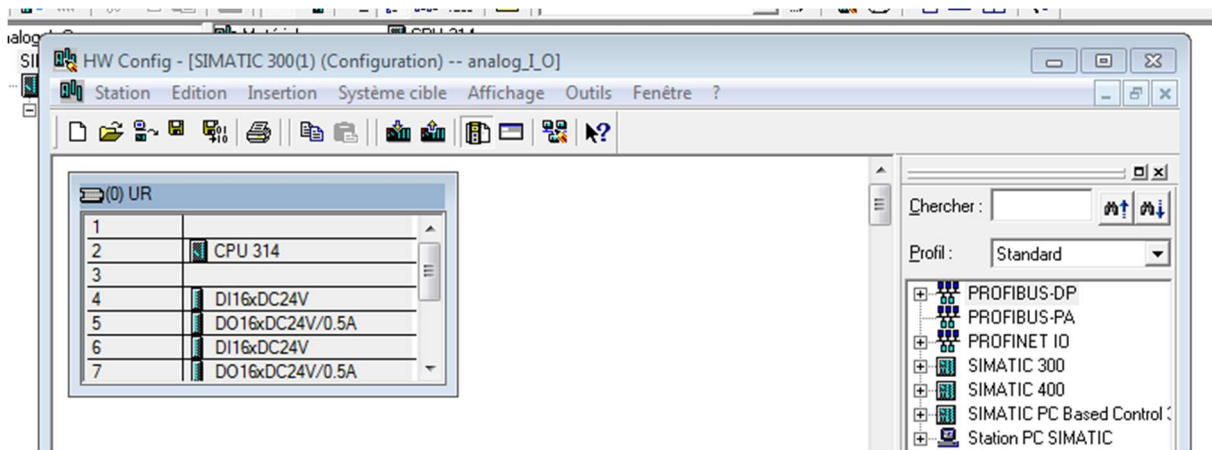 HW Config - [SIMATIC 300(1) (Configuration) -- analog_I_O]
Station Edition Insertion Système cible Affichage Outils Fenêtre ?
(0) UR
1
2 CPU 314
3
4 DI16xDC24V
5 DO16xDC24V/0.5A
6 DI16xDC24V
7 DO16xDC24V/0.5A
Chercher :
Profil : Standard
PROFIBUS-DP
PROFIBUS-PA
PROFINET IO
SIMATIC 300
SIMATIC 400
SIMATIC PC Based Control
Station PC SIMATIC